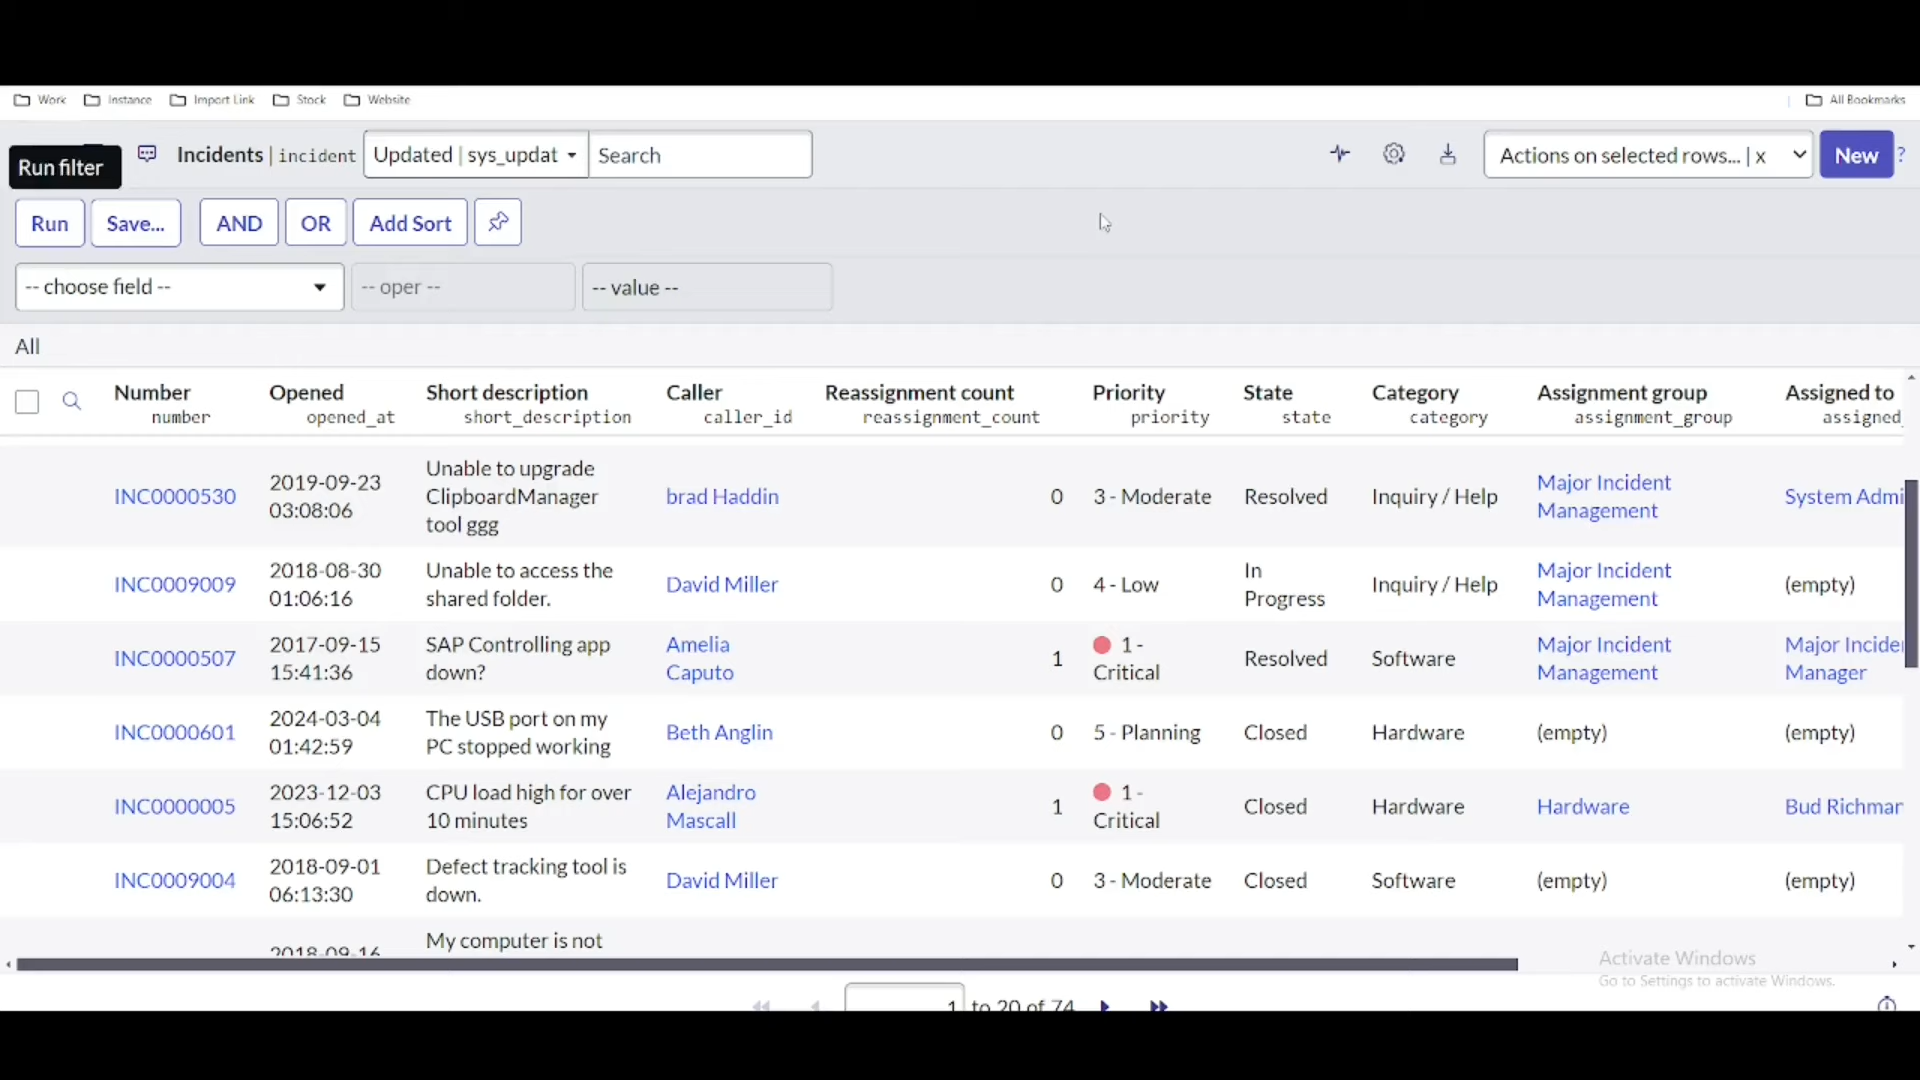 Work Instance Import Link Stock Website All Bookmarks
Run filter
Incidents | incident Updated | sys_updat Search Actions on selected rows... | x New ?
Run Save... AND OR Add Sort
-- choose field -- -- oper -- -- value --
All
Number Opened Short description Caller Reassignment count Priority State Category Assignment group Assigned to
number opened_at short_description caller_id reassignment_count priority state category assignment_group assigned_
INC0000530 2019-09-23 03:08:06 Unable to upgrade ClipboardManager tool ggg brad Haddin 0 3 - Moderate Resolved Inquiry / Help Major Incident Management System Admi
INC0009009 2018-08-30 01:06:16 Unable to access the shared folder. David Miller 0 4 - Low In Progress Inquiry / Help Major Incident Management (empty)
INC0000507 2017-09-15 15:41:36 SAP Controlling app down? Amelia Caputo 1 1 - Critical Resolved Software Major Incident Management Major Incider Manager
INC0000601 2024-03-04 01:42:59 The USB port on my PC stopped working Beth Anglin 0 5 - Planning Closed Hardware (empty) (empty)
INC0000005 2023-12-03 15:06:52 CPU load high for over 10 minutes Alejandro Mascall 1 1 - Critical Closed Hardware Hardware Bud Richmar
INC0009004 2018-09-01 06:13:30 Defect tracking tool is down. David Miller 0 3 - Moderate Closed Software (empty) (empty)
2018-09-16 My computer is not
Activate Windows
Go to Settings to activate Windows.
1 to 20 of 74